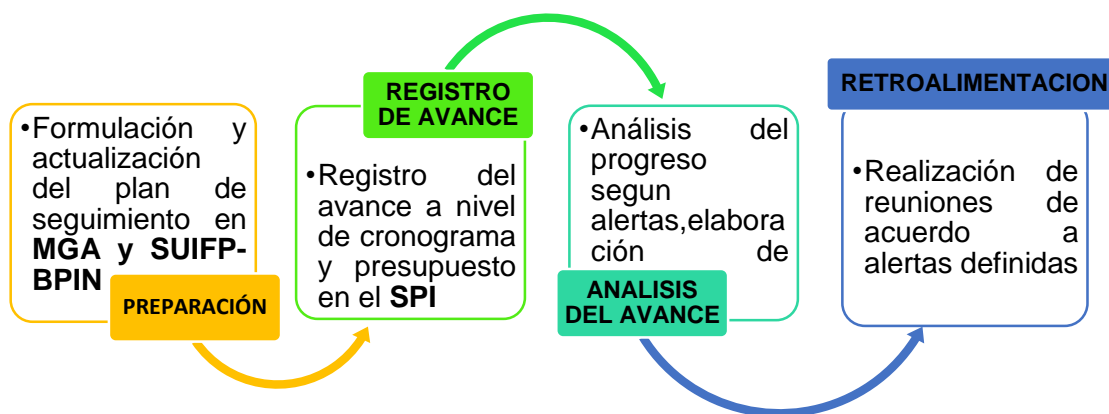 •Formulación y
actualización
del plan de
seguimiento en
MGA y SUIFP-
BPIN
PREPARACIÓN
REGISTRO
DE AVANCE
•Registro del
avance a nivel
de cronograma
y presupuesto
en el SPI
•Análisis del
progreso
segun
alertas,elabora
ción de
ANALISIS
DEL AVANCE
RETROALIMENTACION
•Realización de
reuniones de
acuerdo a
alertas definidas